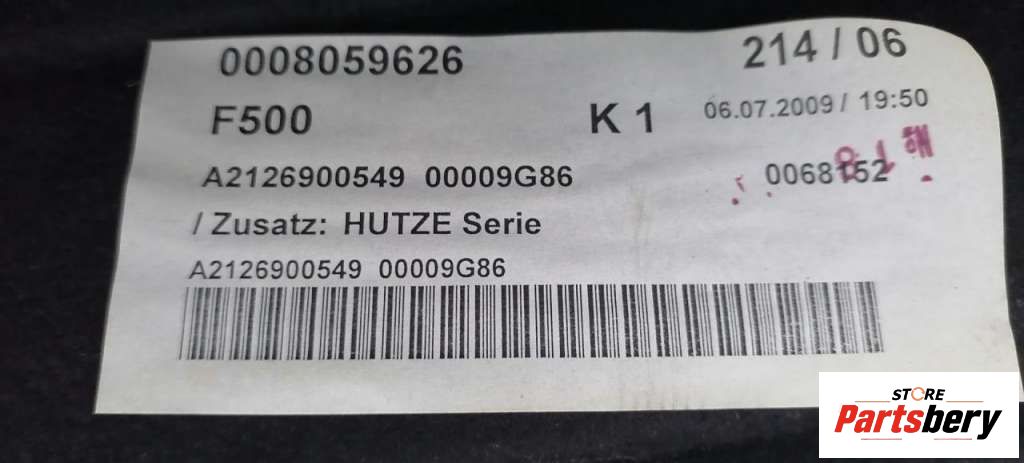 0008059626 214 / 06
F500 K 1 06.07.2009 / 19:50
A2126900549 00009G86 0068152
/ Zusatz: HUTZE Serie
A2126900549 00009G86
STORE
Partsbery